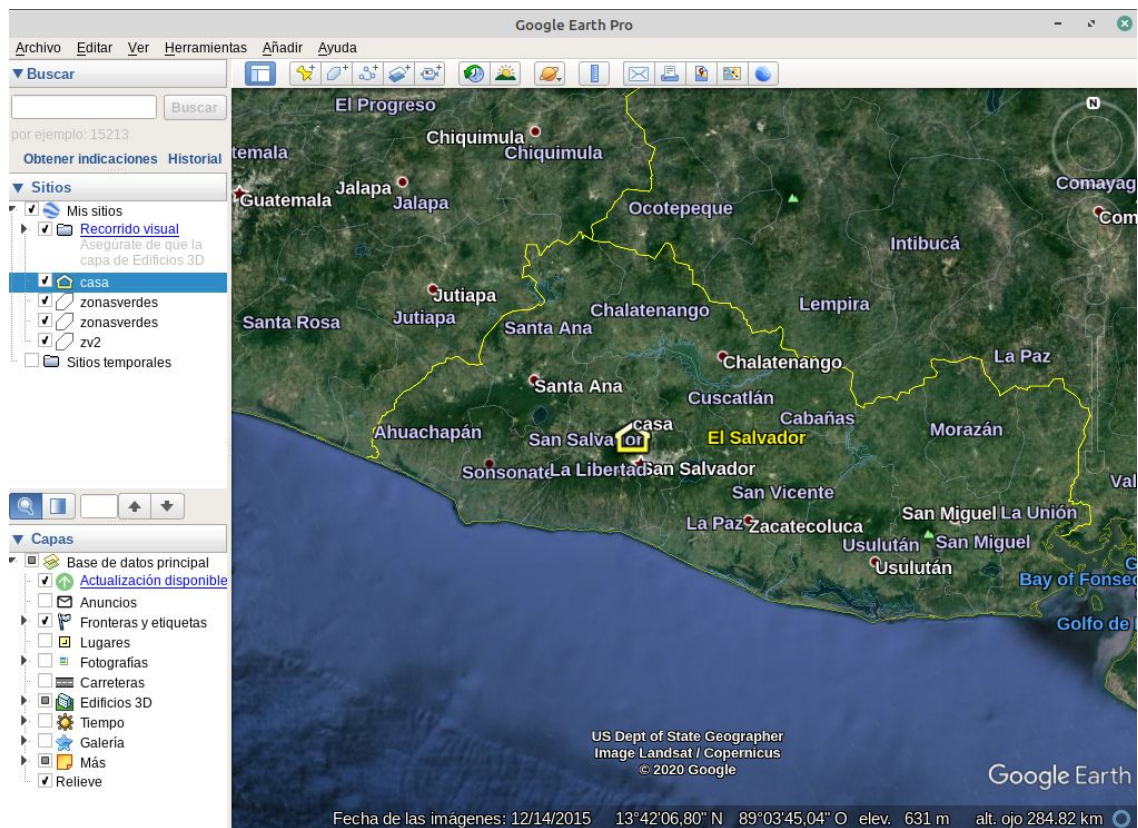 Google Earth Pro
Archivo Editar Ver Herramientas Añadir Ayuda
Buscar
Buscar
por ejemplo: 15213
Obtener indicaciones Historial
Sitios
Mis sitios
Recorrido visual
Asegúrate de que la
capa de Edificios 3D
casa
zonasverdes
zonasverdes
zv2
Sitios temporales
Capas
Base de datos principal
Actualización disponible
Anuncios
Fronteras y etiquetas
Lugares
Fotografías
Carreteras
Edificios 3D
Tiempo
Galería
Más
Relieve
N
El Progreso
Chiquimula
Chiquimula
temala
Jalapa
Jalapa
Guatemala
Comayag
Com
Ocotepeque
Intibucá
Jutiapa
Jutiapa
Santa Rosa
Chalatenango
Lempira
Santa Ana
La Paz
Chalatenango
Santa Ana
Cuscatlán
Cabañas
casa
Ahuachapán
San Salva or
El Salvador
Morazán
Sonsonate
La Libertad
San Salvador
Val
San Vicente
La Paz
Zacatecoluca
San Miguel
La Unión
Usulután
San Miguel
Usulután
G
Bay of Fonsec
Golfo de
US Dept of State Geographer
Image Landsat / Copernicus
© 2020 Google
Google Earth
Fecha de las imágenes: 12/14/2015 13°42'06,80" N 89°03'45,04" O elev. 631 m alt. ojo 284.82 km